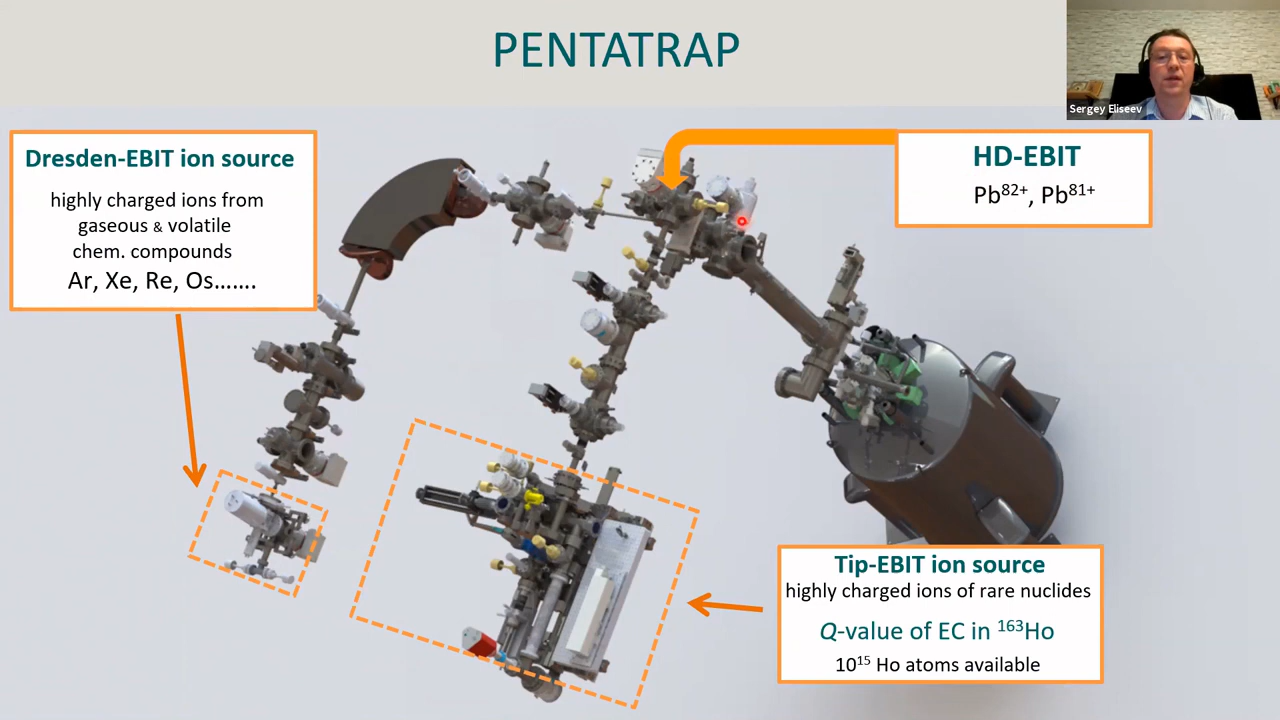 PENTATRAP
Sergey Eliseev
Dresden-EBIT ion source
highly charged ions from
gaseous & volatile
chem. compounds
Ar, Xe, Re, Os…….
HD-EBIT
Pb⁸²⁺, Pb⁸¹⁺
Tip-EBIT ion source
highly charged ions of rare nuclides
Q-value of EC in ¹⁶³Ho
10¹⁵ Ho atoms available